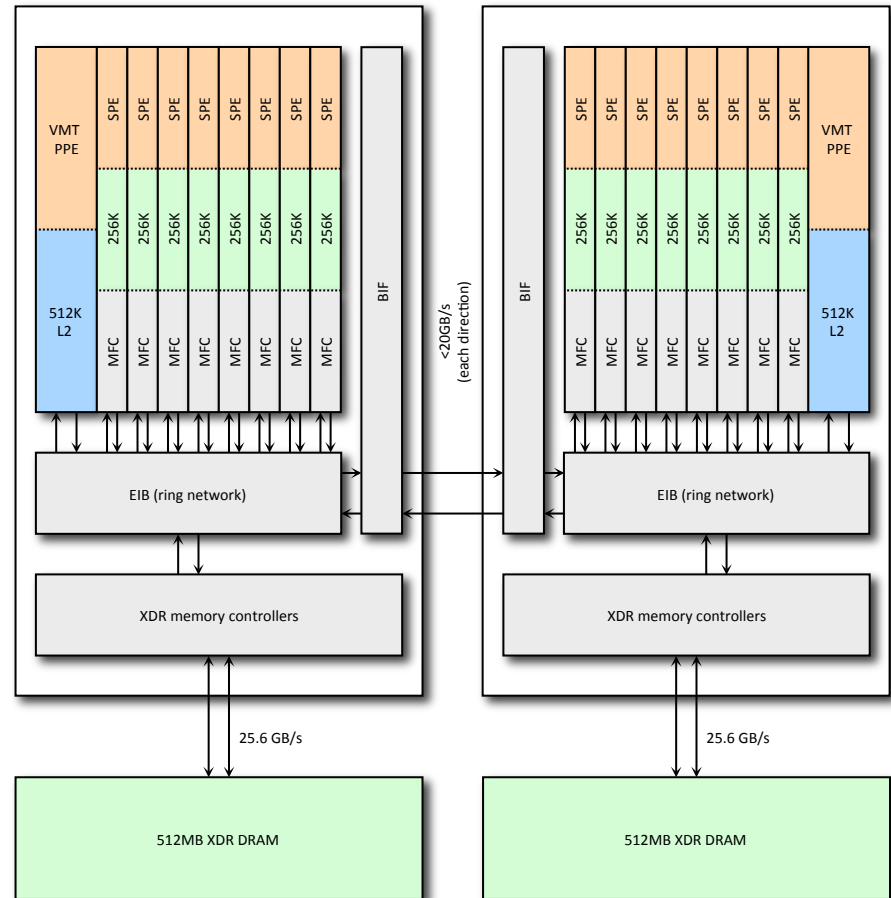 VMT
PPE
SPE
SPE
SPE
SPE
SPE
SPE
SPE
SPE
256K
256K
256K
256K
256K
256K
256K
256K
512K
L2
MFC
MFC
MFC
MFC
MFC
MFC
MFC
MFC
BIF
EIB (ring network)
XDR memory controllers
25.6 GB/s
512MB XDR DRAM
<20GB/s
(each direction)
BIF
SPE
SPE
SPE
SPE
SPE
SPE
SPE
SPE
VMT
PPE
256K
256K
256K
256K
256K
256K
256K
256K
MFC
MFC
MFC
MFC
MFC
MFC
MFC
MFC
512K
L2
EIB (ring network)
XDR memory controllers
25.6 GB/s
512MB XDR DRAM